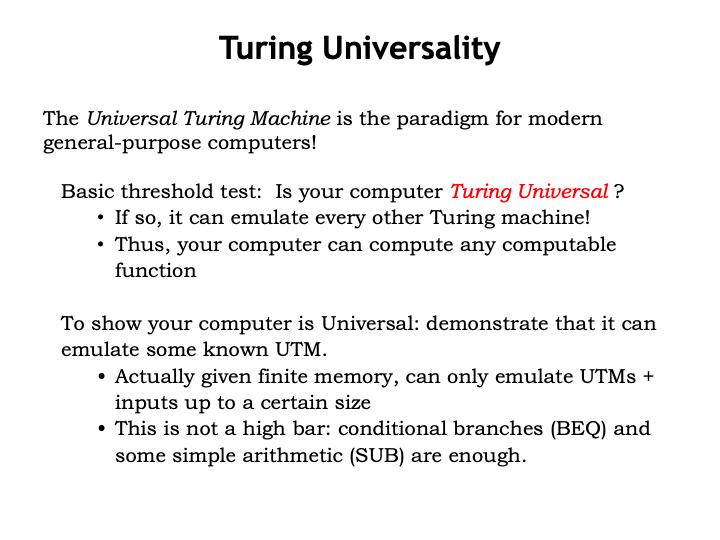 Turing Universality
The Universal Turing Machine is the paradigm for modern
general-purpose computers!
Basic threshold test:  Is your computer Turing Universal ?
• If so, it can emulate every other Turing machine!
• Thus, your computer can compute any computable
function
To show your computer is Universal: demonstrate that it can
emulate some known UTM.
• Actually given finite memory, can only emulate UTMs +
inputs up to a certain size
• This is not a high bar: conditional branches (BEQ) and
some simple arithmetic (SUB) are enough.